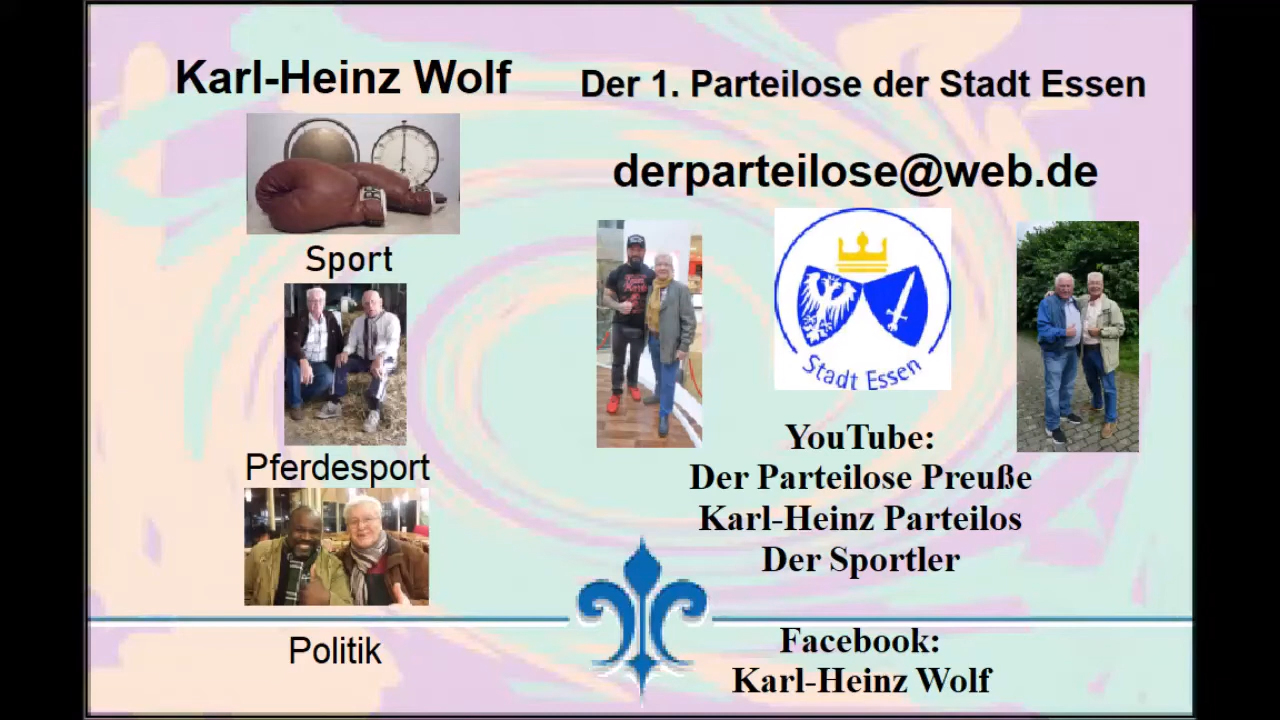 Karl-Heinz Wolf
Der 1. Parteilose der Stadt Essen
derparteilose@web.de
Sport
Pferdesport
Politik
Stadt Essen
YouTube:
Der Parteilose Preuße
Karl-Heinz Parteilos
Der Sportler
Facebook:
Karl-Heinz Wolf